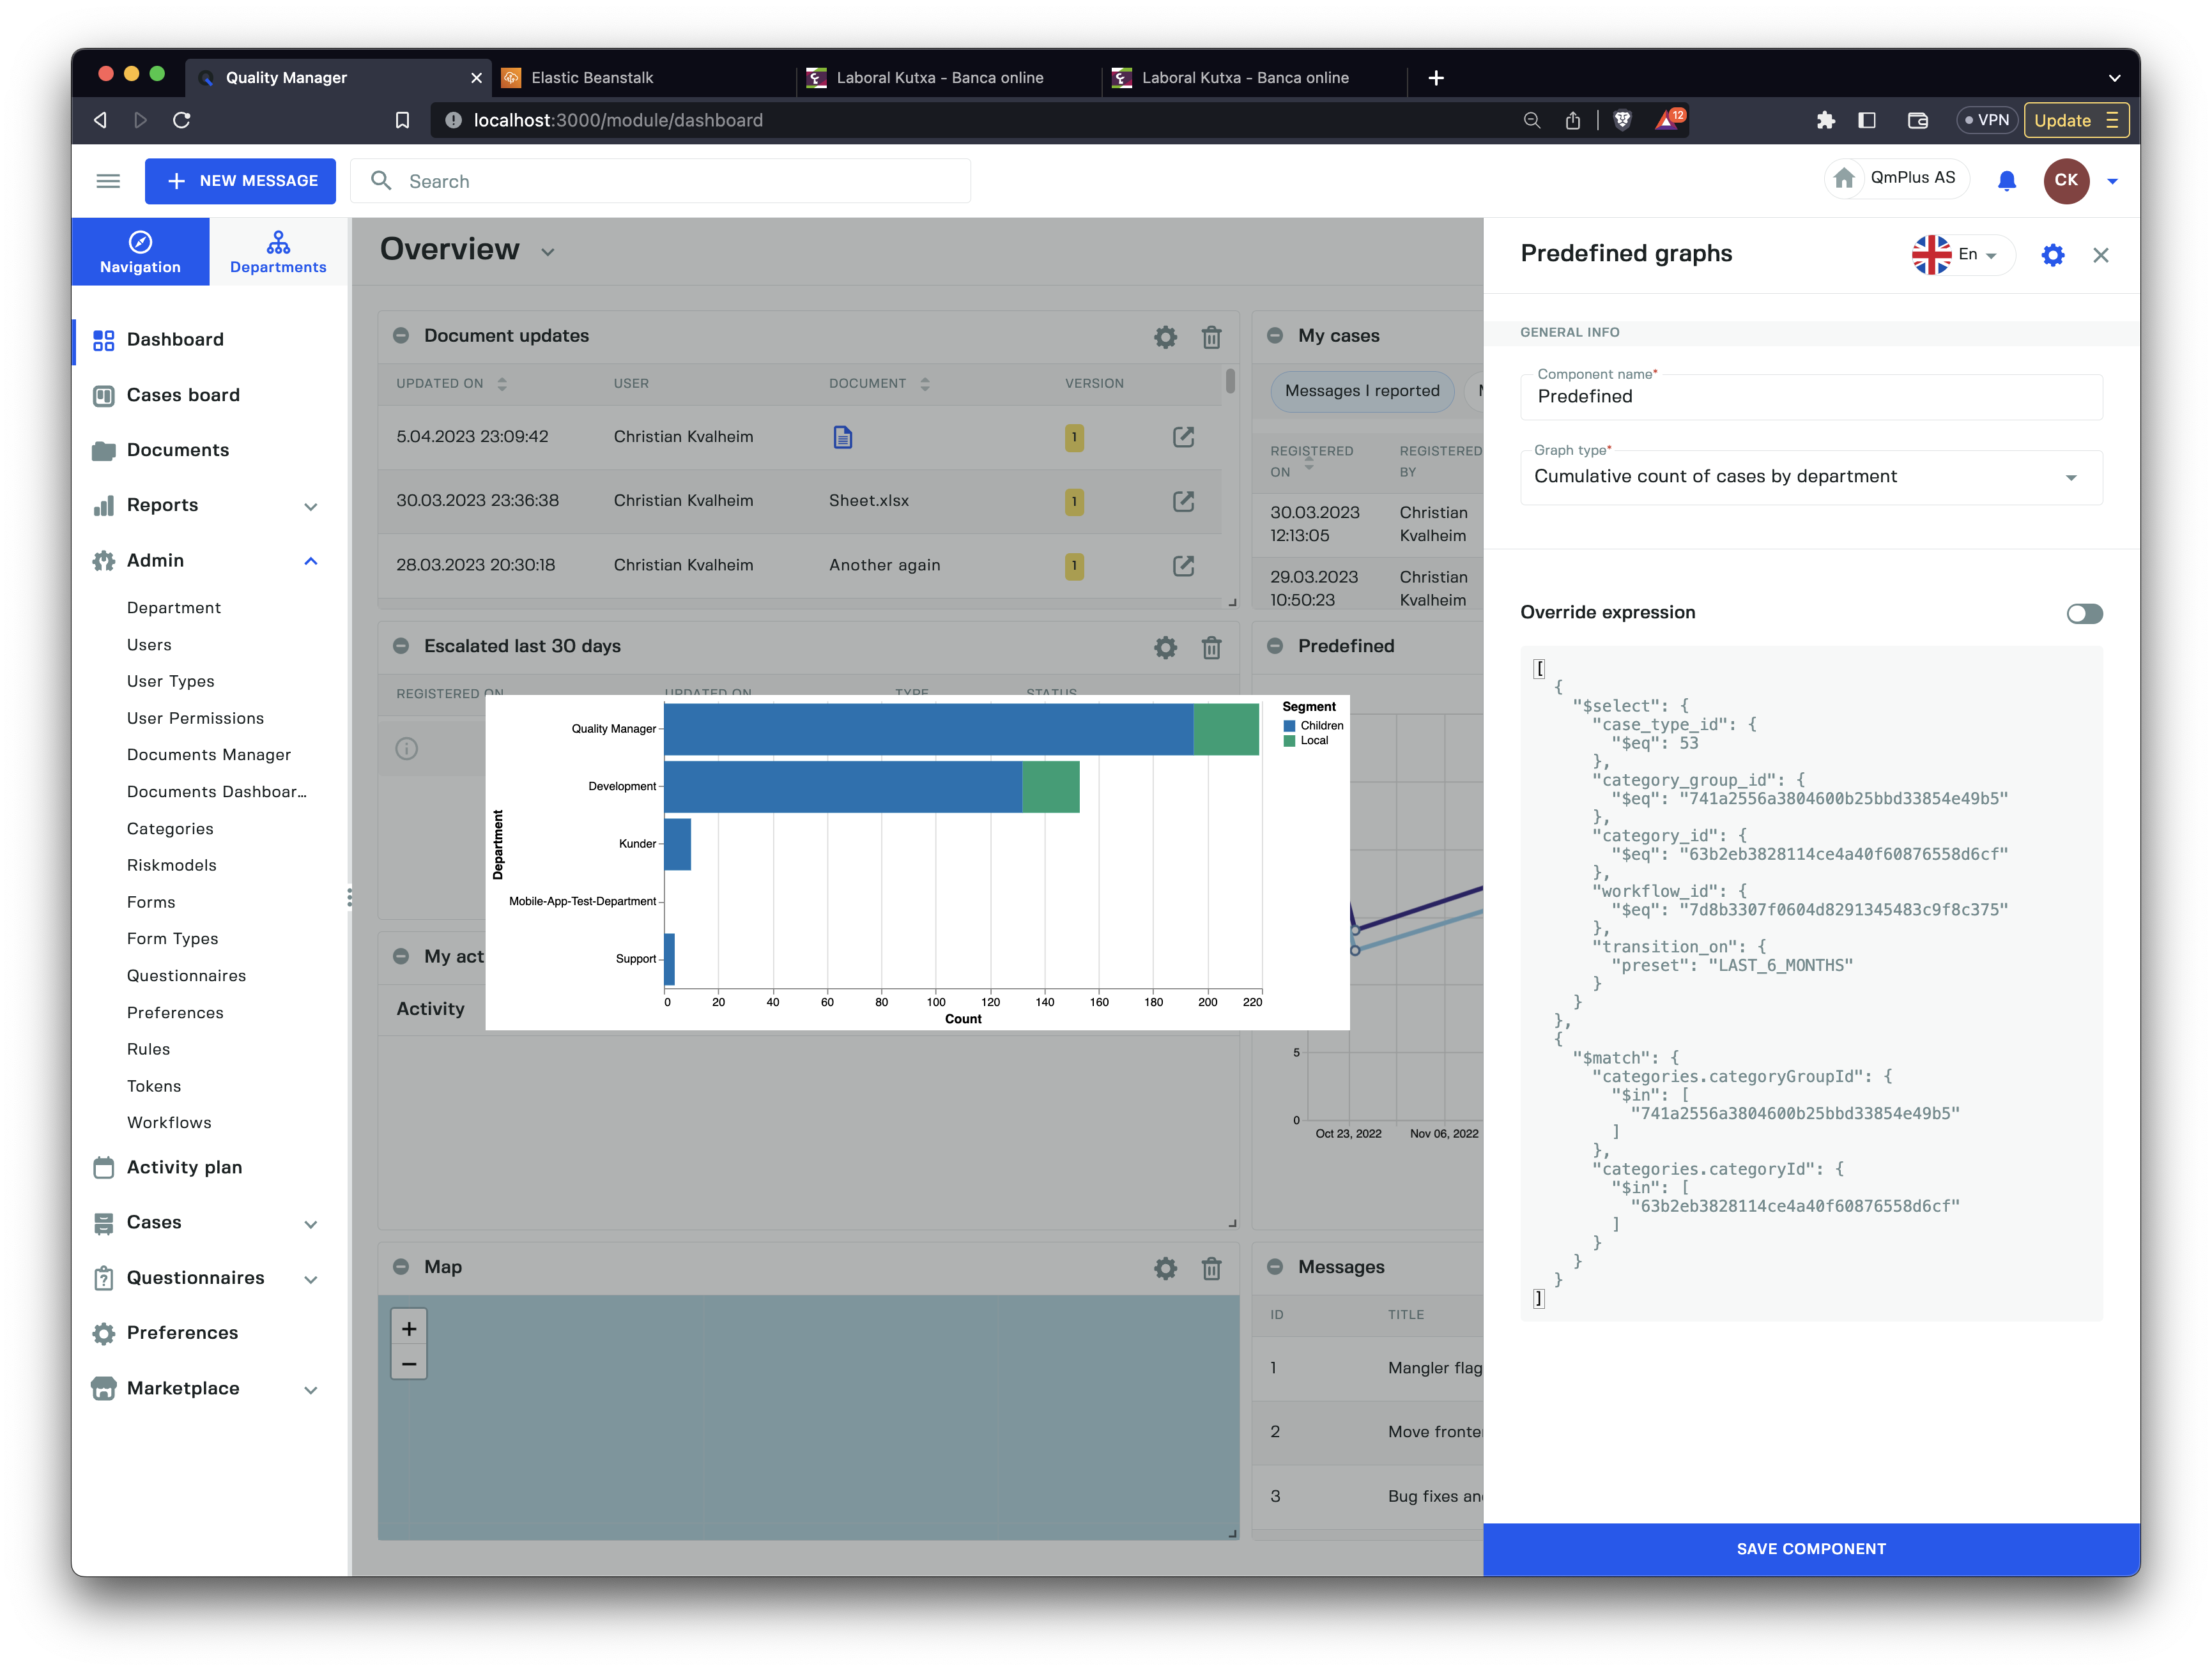 Quality Manager
Elastic Beanstalk
Laboral Kutxa - Banca online
Laboral Kutxa - Banca online
localhost:3000/module/dashboard
12
VPN
Update
NEW MESSAGE
Search
QmPlus AS
CK
Navigation
Departments
Dashboard
Cases board
Documents
Reports
Admin
Department
Users
User Types
User Permissions
Documents Manager
Documents Dashboar...
Categories
Riskmodels
Forms
Form Types
Questionnaires
Preferences
Rules
Tokens
Workflows
Activity plan
Cases
Questionnaires
Preferences
Marketplace
Overview
Document updates
UPDATED ON USER DOCUMENT VERSION
5.04.2023 23:09:42 Christian Kvalheim 1
30.03.2023 23:36:38 Christian Kvalheim Sheet.xlsx 1
28.03.2023 20:30:18 Christian Kvalheim Another again 1
My cases
Messages I reported
REGISTERED ON REGISTERED BY
30.03.2023 12:13:05 Christian Kvalheim
29.03.2023 10:50:23 Christian Kvalheim
Escalated last 30 days
REGISTERED ON UPDATED ON TYPE STATUS
Predefined
Department
Quality Manager
Development
Kunder
Mobile-App-Test-Department
Support
0 20 40 60 80 100 120 140 160 180 200 220
Count
Segment
Children
Local
5
0
Oct 23, 2022 Nov 06, 2022
My act
Activity
Map
+
−
Messages
ID TITLE
1 Mangler flag
2 Move fronte
3 Bug fixes an
Predefined graphs
En
GENERAL INFO
Component name*
Predefined
Graph type*
Cumulative count of cases by department
Override expression
[
{
"$select": {
"case_type_id": {
"$eq": 53
},
"category_group_id": {
"$eq": "741a2556a3804600b25bbd33854e49b5"
},
"category_id": {
"$eq": "63b2eb3828114ce4a40f60876558d6cf"
},
"workflow_id": {
"$eq": "7d8b3307f0604d8291345483c9f8c375"
},
"transition_on": {
"preset": "LAST_6_MONTHS"
}
}
},
{
"$match": {
"categories.categoryGroupId": {
"$in": [
"741a2556a3804600b25bbd33854e49b5"
]
},
"categories.categoryId": {
"$in": [
"63b2eb3828114ce4a40f60876558d6cf"
]
}
}
}
]
SAVE COMPONENT